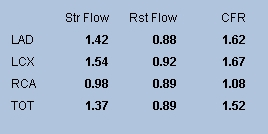 Str Flow Rst Flow CFR
LAD 1.42 0.88 1.62
LCX 1.54 0.92 1.67
RCA 0.98 0.89 1.08
TOT 1.37 0.89 1.52